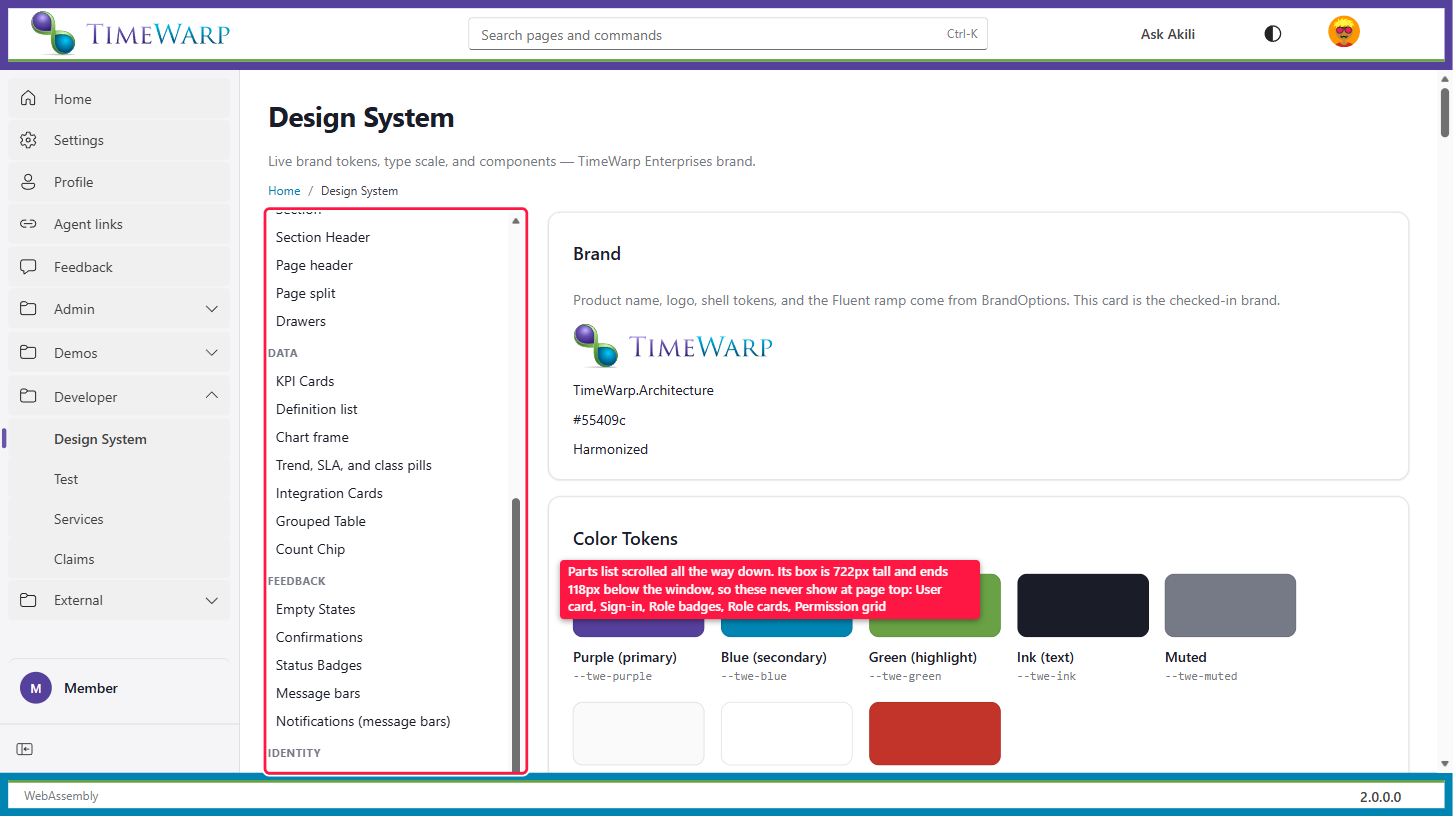 TIMEWARP
Search pages and commands
Ctrl-K
Ask Akili
Home
Settings
Profile
Agent links
Feedback
Admin
Demos
Developer
Design System
Test
Services
Claims
External
M
Member
Design System
Live brand tokens, type scale, and components — TimeWarp Enterprises brand.
Home / Design System
Section
Section Header
Page header
Page split
Drawers
DATA
KPI Cards
Definition list
Chart frame
Trend, SLA, and class pills
Integration Cards
Grouped Table
Count Chip
FEEDBACK
Empty States
Confirmations
Status Badges
Message bars
Notifications (message bars)
IDENTITY
Brand
Product name, logo, shell tokens, and the Fluent ramp come from BrandOptions. This card is the checked-in brand.
TIMEWARP
TimeWarp.Architecture
#55409c
Harmonized
Color Tokens
Parts list scrolled all the way down. Its box is 722px tall and ends
118px below the window, so these never show at page top: User
card, Sign-in, Role badges, Role cards, Permission grid
Purple (primary)
--twe-purple
Blue (secondary)
--twe-blue
Green (highlight)
--twe-green
Ink (text)
--twe-ink
Muted
--twe-muted
WebAssembly
2.0.0.0